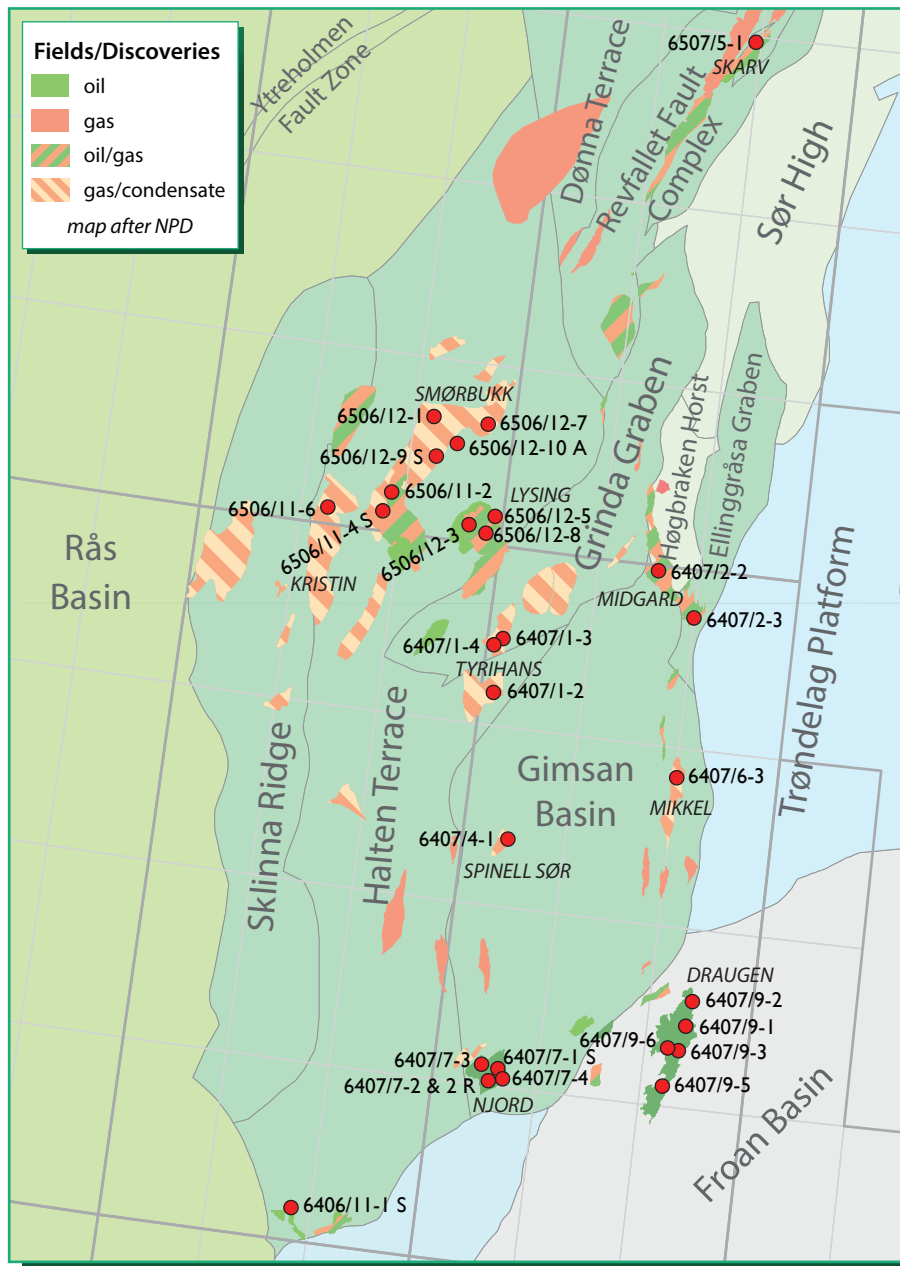 Fields/Discoveries
oil
gas
oil/gas
gas/condensate
map after NPD
Ytreholmen
Fault Zone
Dønna Terrace
Revfallet Fault
Complex
6507/5-1
SKARV
Sør High
SMØRBUKK
6506/12-1
6506/12-7
6506/12-10 A
6506/12-9 S
6506/11-2
6506/11-6
6506/11-4 S
KRISTIN
LYSING
6506/12-5
6506/12-8
6506/12-3
Grinda Graben
Høgbraken Horst
Ellinggråsa Graben
Rås
Basin
6407/2-2
MIDGARD
6407/2-3
6407/1-3
6407/1-4
TYRIHANS
6407/1-2
Trøndelag Platform
Gimsan
Basin
6407/6-3
MIKKEL
Sklinna Ridge
Halten Terrace
6407/4-1
SPINELL SØR
DRAUGEN
6407/9-2
6407/9-1
6407/9-6
6407/9-3
6407/9-5
6407/7-3
6407/7-1 S
6407/7-2 & 2 R
6407/7-4
NJORD
Froan Basin
6406/11-1 S